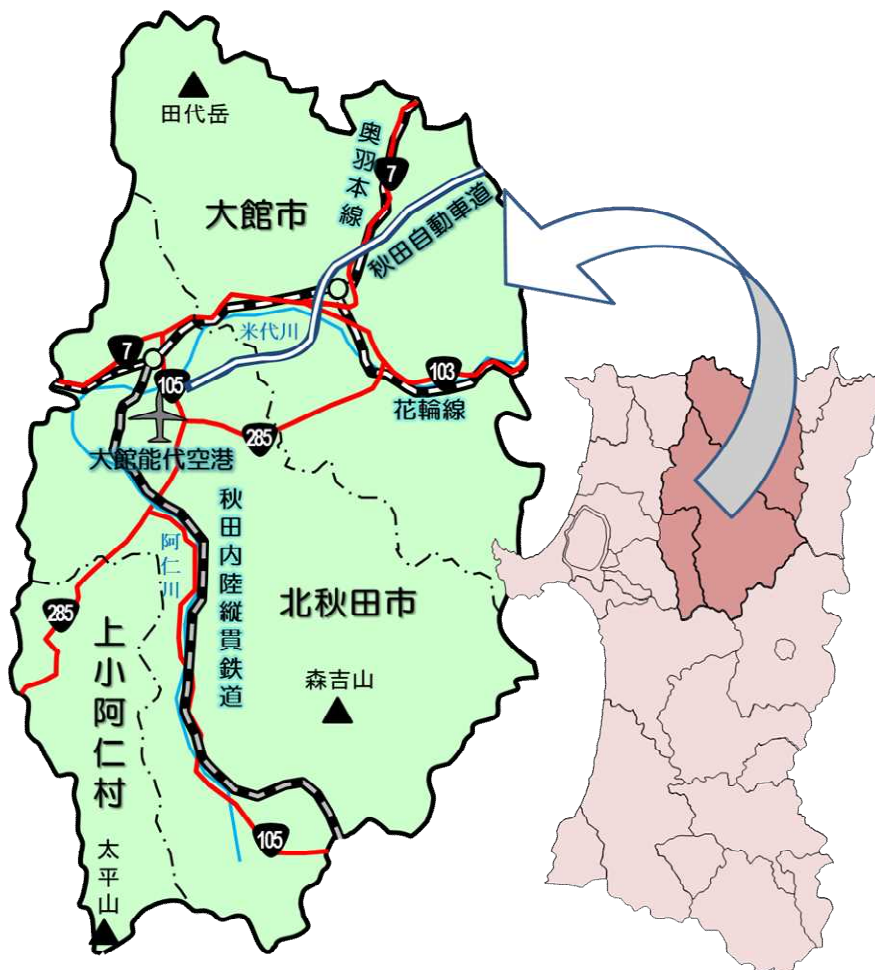 田代岳
奥羽本線
7
大館市
秋田自動車道
米代川
7
105
103
花輪線
285
大館能代空港
秋田内陸縦貫鉄道
阿仁川
北秋田市
285
上小阿仁村
森吉山
105
太平山